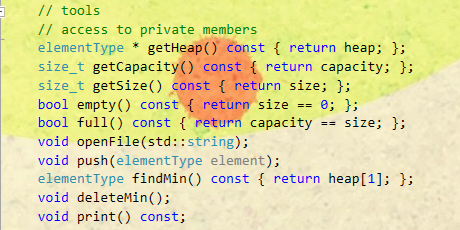 // tools
// access to private members
elementType * getHeap() const { return heap; };
size_t getCapacity() const { return capacity; };
size_t getSize() const { return size; };
bool empty() const { return size == 0; };
bool full() const { return capacity == size; };
void openFile(std::string);
void push(elementType element);
elementType findMin() const { return heap[1]; };
void deleteMin();
void print() const;